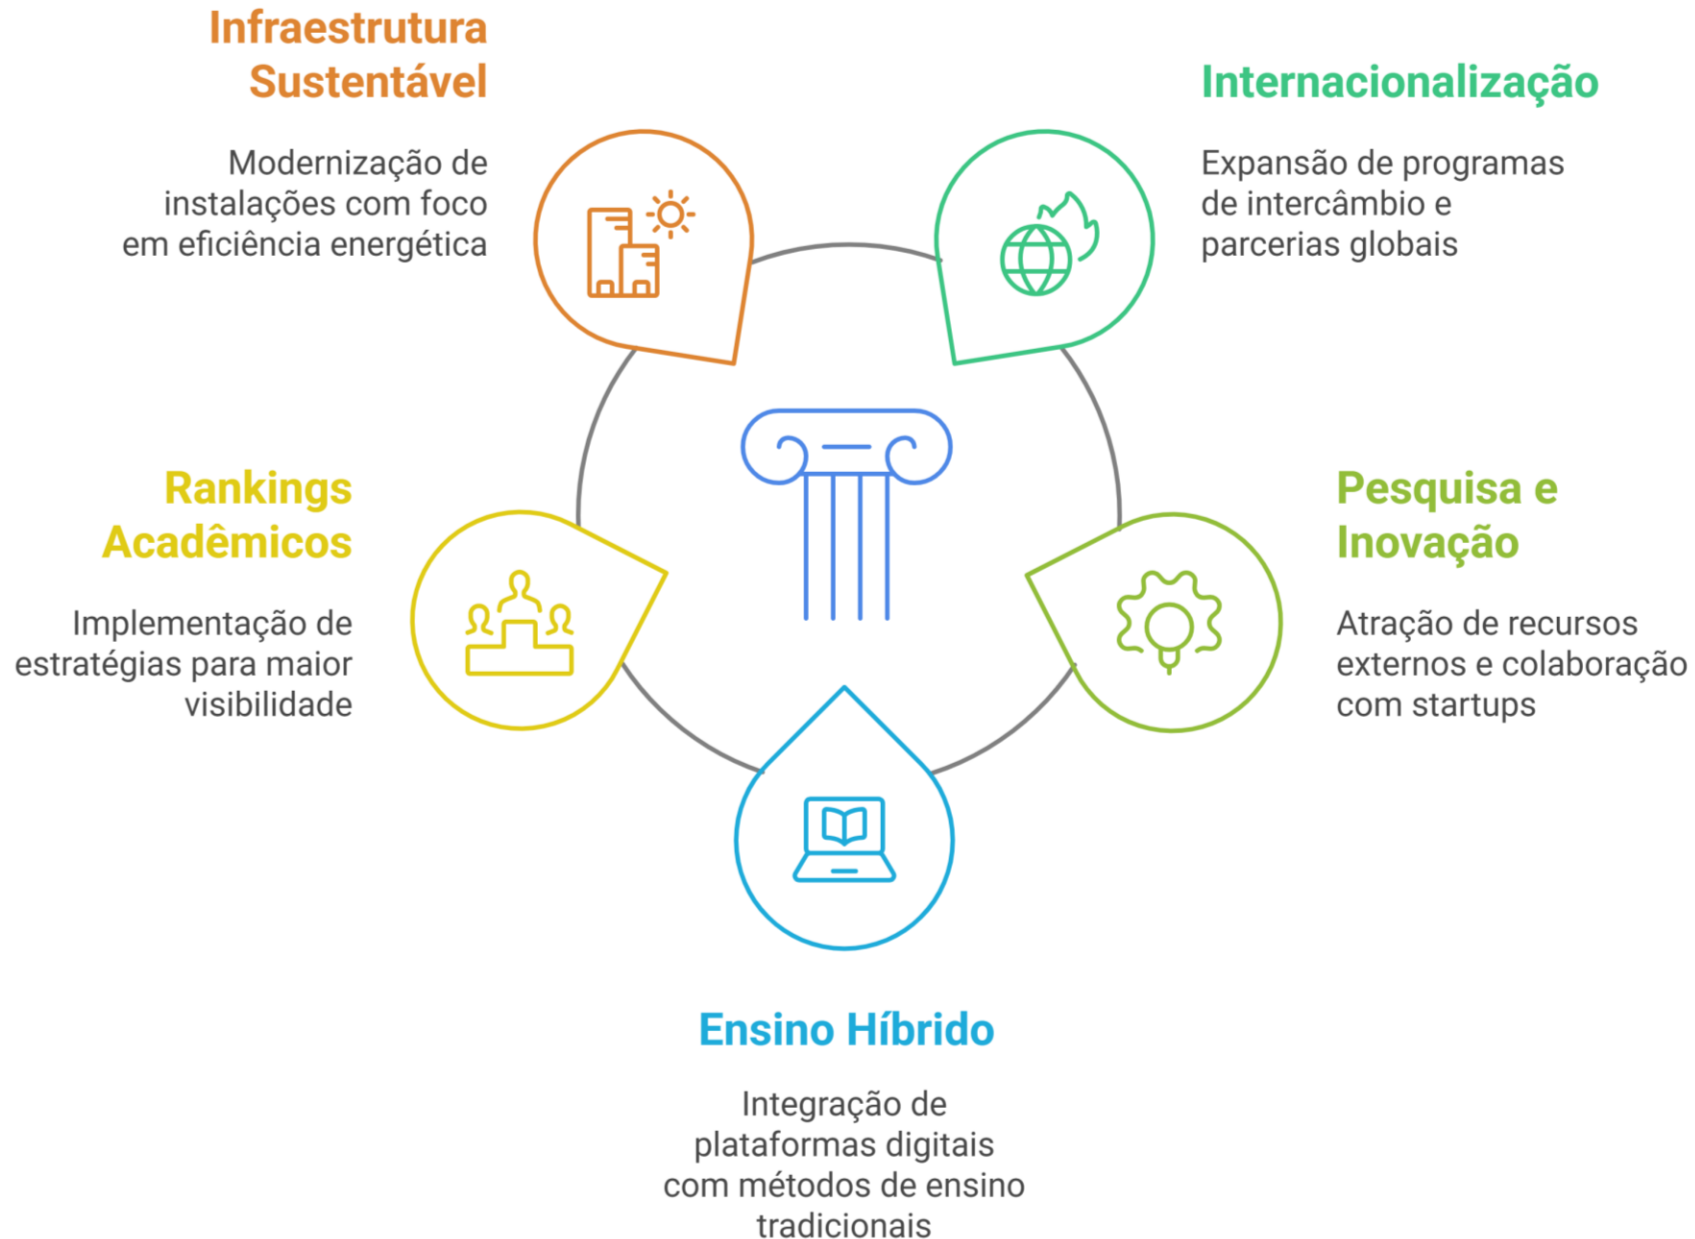 Infraestrutura
Sustentável
Modernização de
instalações com foco
em eficiência energética
Internacionalização
Expansão de programas
de intercâmbio e
parcerias globais
Rankings
Acadêmicos
Implementação de
estratégias para maior
visibilidade
Pesquisa e
Inovação
Atração de recursos
externos e colaboração
com startups
Ensino Híbrido
Integração de
plataformas digitais
com métodos de ensino
tradicionais